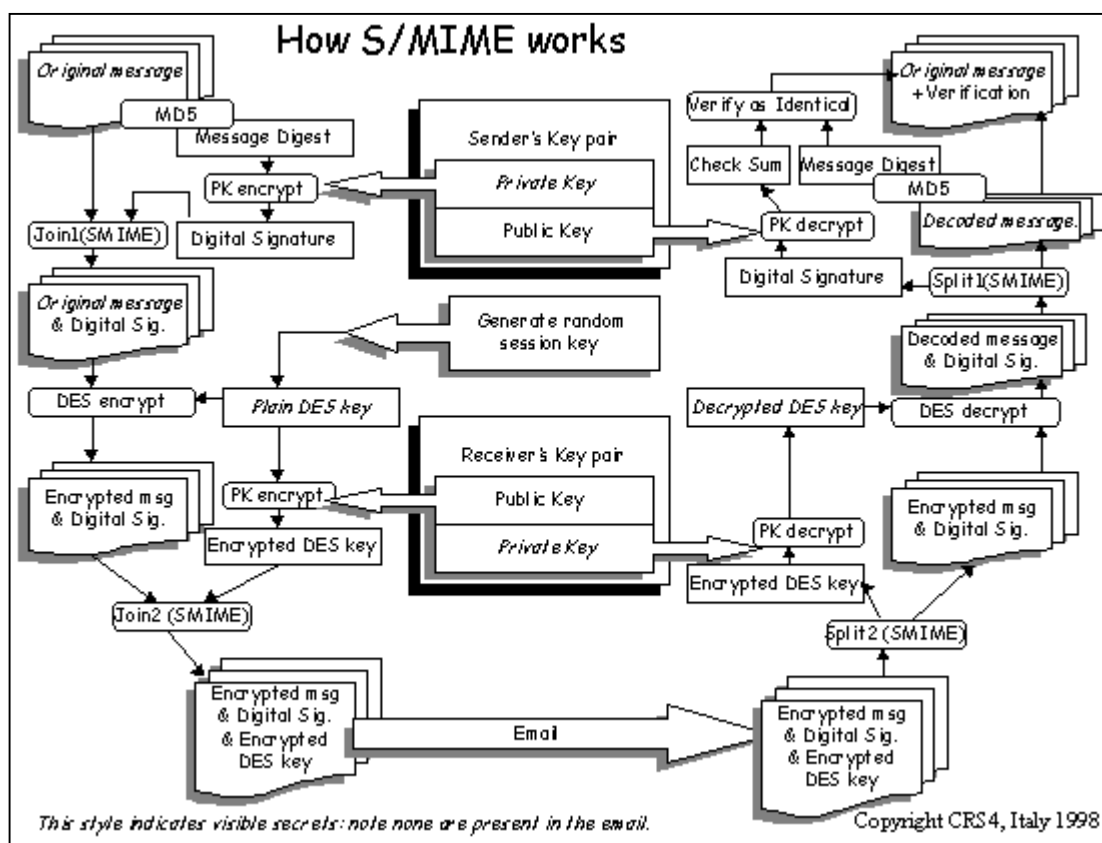 How S/MIME works
Original message
MD5
Message Digest
PK encrypt
Join1(SMIME)
Digital Signature
Original message
& Digital Sig.
DES encrypt
Plain DES key
Encrypted msg
& Digital Sig.
PK encrypt
Encrypted DES key
Join2 (SMIME)
Encrypted msg
& Digital Sig.
& Encrypted
DES key
Sender's Key pair
Private Key
Public Key
Generate random
session key
Receiver's Key pair
Public Key
Private Key
Email
Original message
+Verification
Verify as Identical
Check Sum
Message Digest
MD5
PK decrypt
Decoded message.
Digital Signature
Split1(SMIME)
Decoded message
& Digital Sig.
Decrypted DES key
DES decrypt
Encrypted msg
& Digital Sig.
PK decrypt
Encrypted DES key
Split2 (SMIME)
Encrypted msg
& Digital Sig.
& Encrypted
DES key
This style indicates visible secrets: note none are present in the email.
Copyright CRS4, Italy 1998